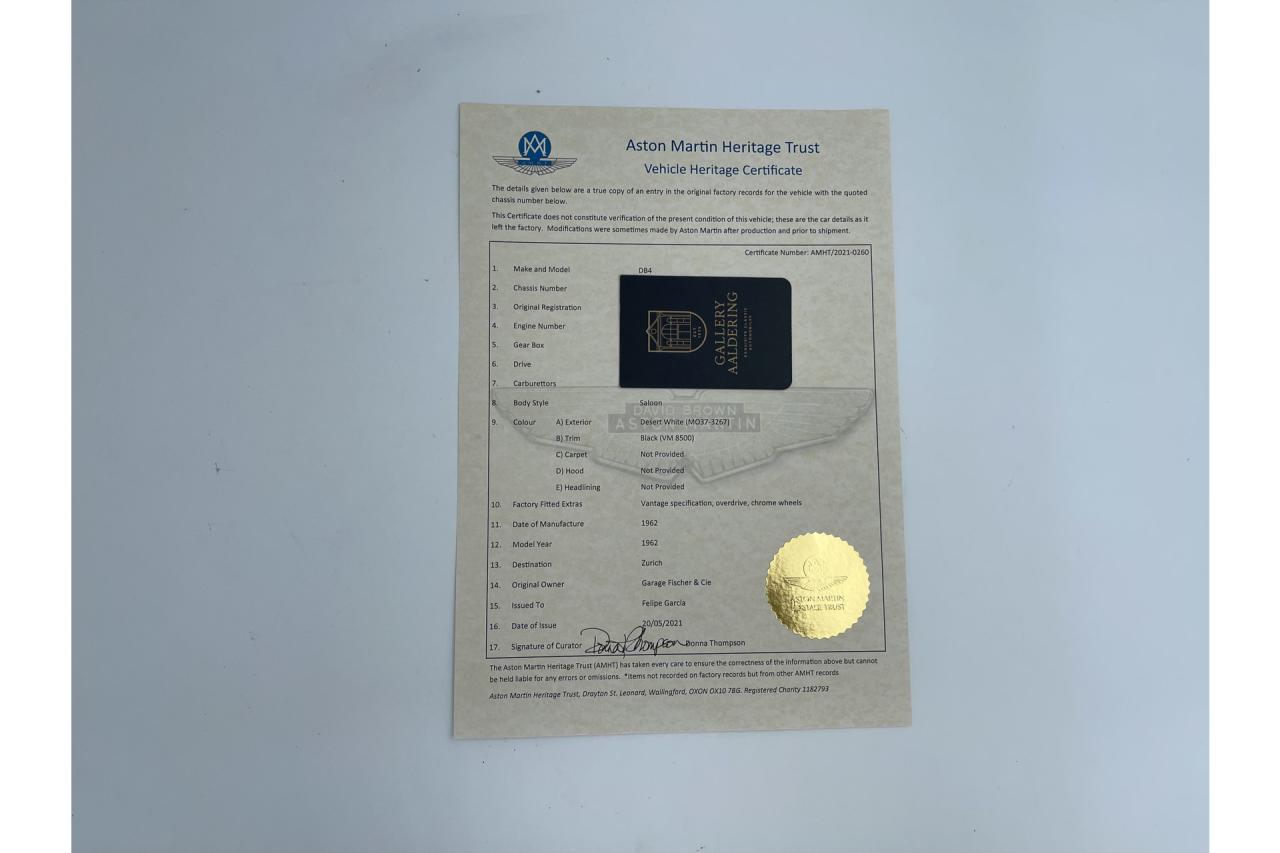 Aston Martin Heritage Trust
Vehicle Heritage Certificate
The details given below are a true copy of an entry in the original factory records for the vehicle with the quoted
chassis number below.
This Certificate does not constitute verification of the present condition of this vehicle; these are the car details as it
left the factory. Modifications were sometimes made by Aston Martin after production and prior to shipment.
Certificate Number: AMHT/2021-0260
1. Make and Model DB4
2. Chassis Number
3. Original Registration
4. Engine Number
5. Gear Box
6. Drive
7. Carburettors
GALLERY
AALDERING
EXQUISITE CLASSIC
AUTOMOBILES
8. Body Style Saloon
DAVID BROWN
ASTON MARTIN
9. Colour A) Exterior Desert White (MO37-3267)
B) Trim Black (VM 8500)
C) Carpet Not Provided
D) Hood Not Provided
E) Headlining Not Provided
10. Factory Fitted Extras Vantage specification, overdrive, chrome wheels
11. Date of Manufacture 1962
12. Model Year 1962
13. Destination Zurich
14. Original Owner Garage Fischer & Cie
15. Issued To Felipe Garcia
16. Date of Issue 20/05/2021
17. Signature of Curator Donna Thompson
ASTON MARTIN
HERITAGE TRUST
The Aston Martin Heritage Trust (AMHT) has taken every care to ensure the correctness of the information above but cannot
be held liable for any errors or omissions. *Items not recorded on factory records but from other AMHT records
Aston Martin Heritage Trust, Drayton St. Leonard, Wallingford, OXON OX10 7BG. Registered Charity 1182793